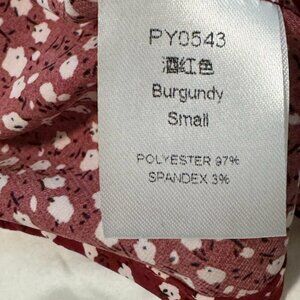 PY0543
酒红色
Burgundy
Small
POLYESTER 97%
SPANDEX 3%